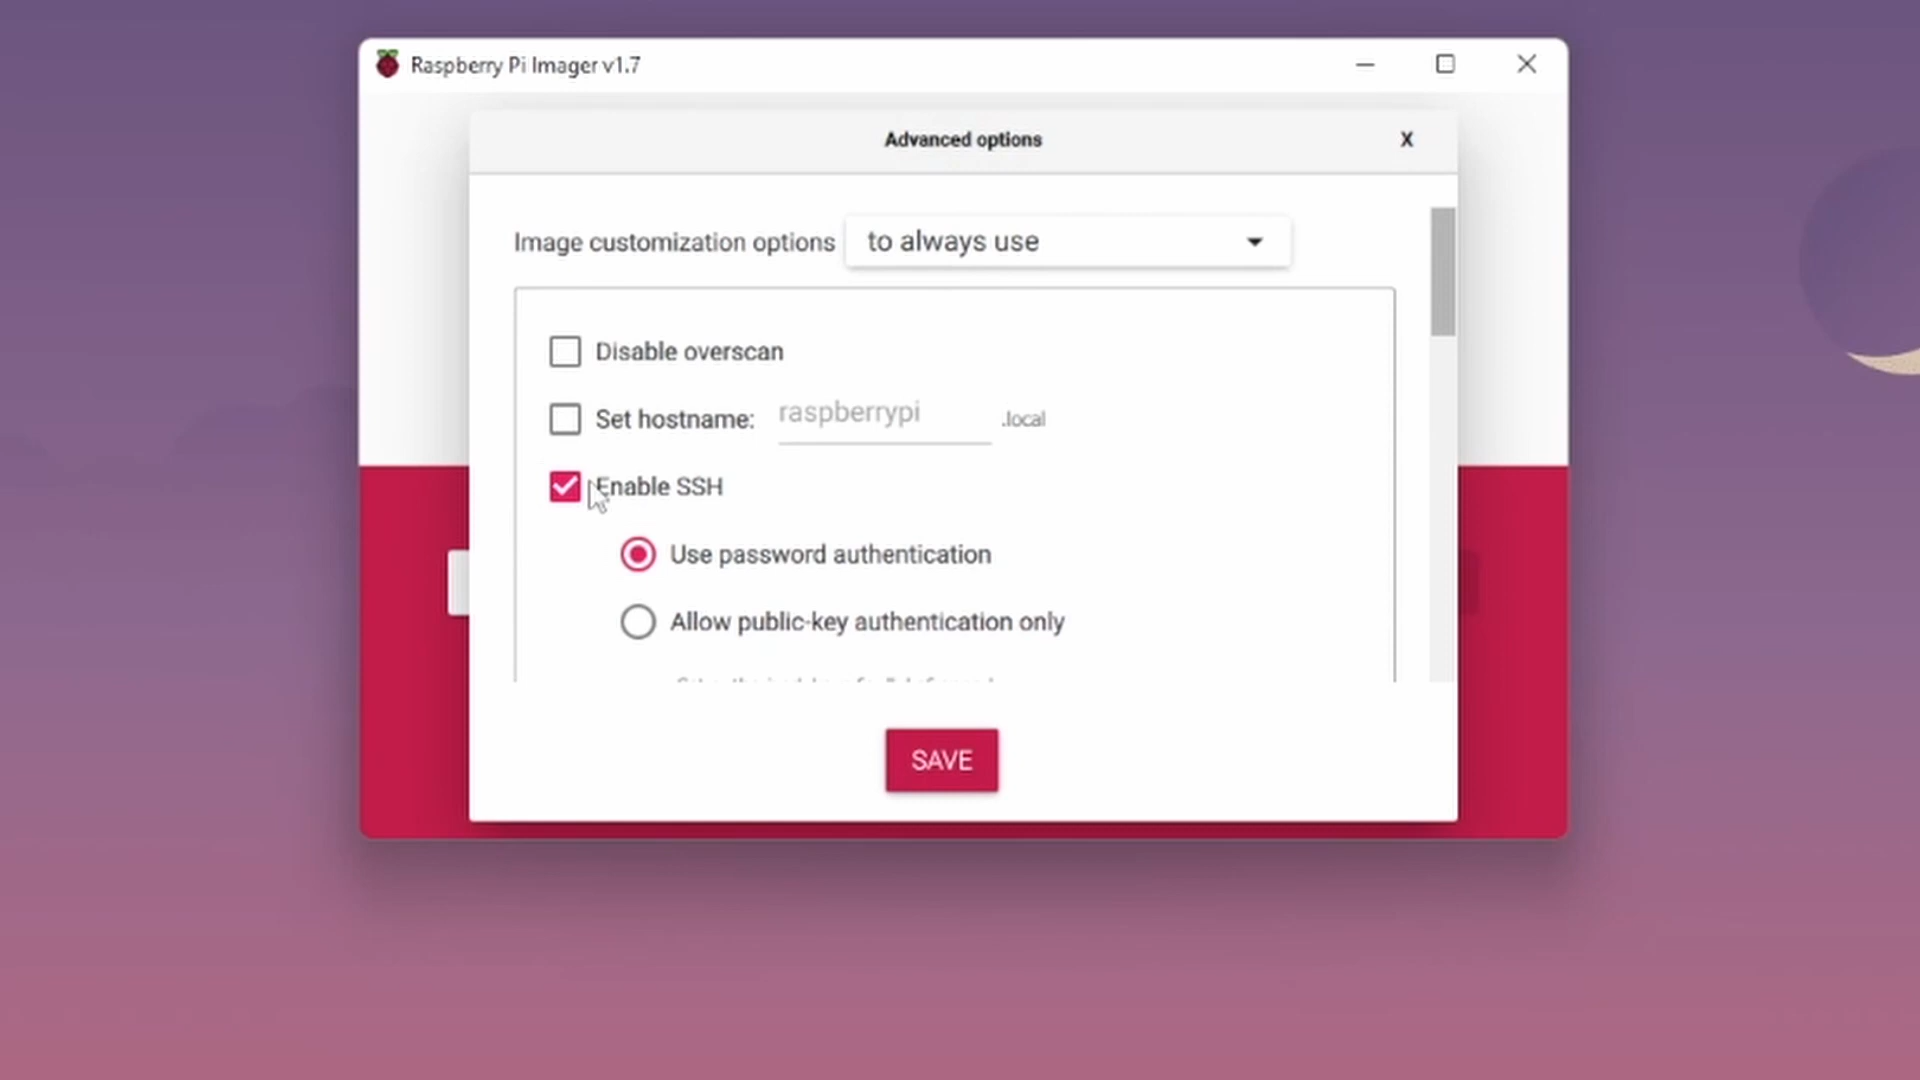 Raspberry Pi Imager v1.7
Advanced options
X
Image customization options to always use
Disable overscan
Set hostname: raspberrypi .local
Enable SSH
Use password authentication
Allow public-key authentication only
SAVE